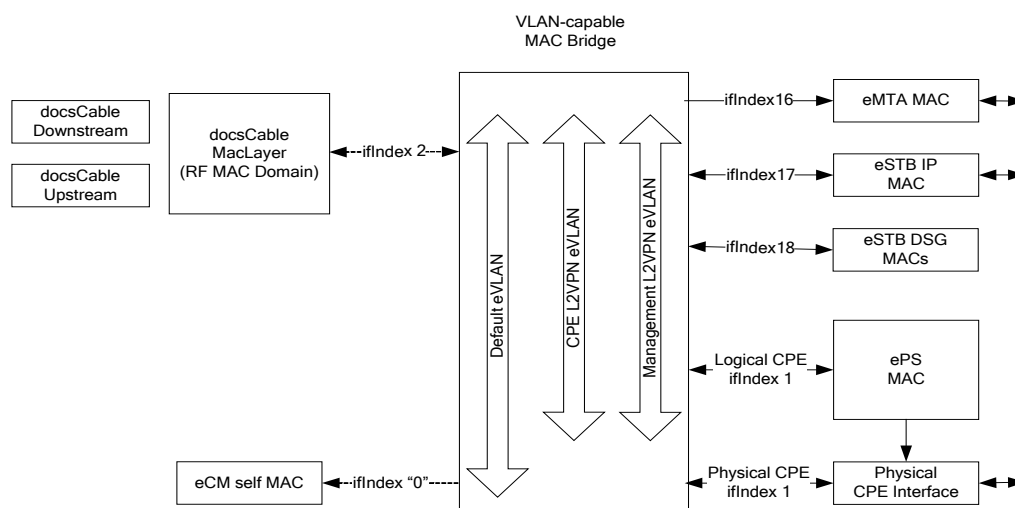 VLAN-capable
MAC Bridge
docsCable
Downstream
docsCable
Upstream
docsCable
MacLayer
(RF MAC Domain)
ifIndex 2
eCM self MAC
ifIndex “0”
Default eVLAN
CPE L2VPN eVLAN
Management L2VPN eVLAN
ifIndex16
eMTA MAC
ifIndex17
eSTB IP
MAC
ifIndex18
eSTB DSG
MACs
Logical CPE
ifIndex 1
ePS
MAC
Physical CPE
ifIndex 1
Physical
CPE Interface